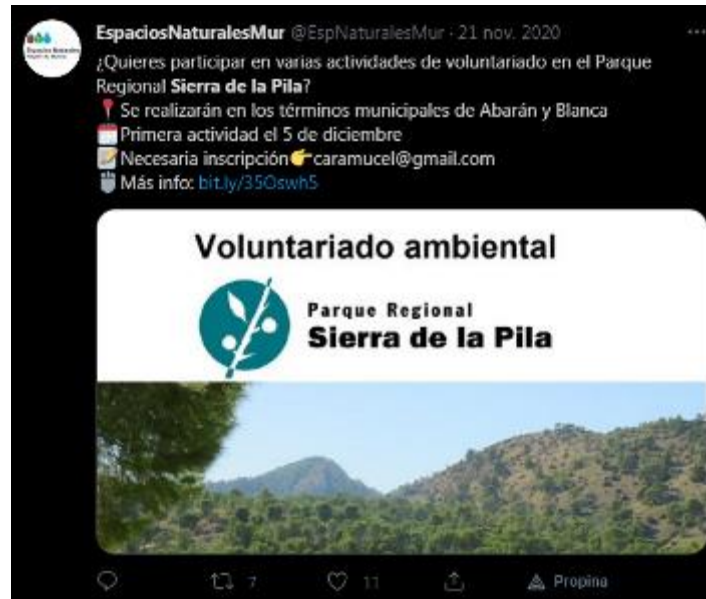 EspaciosNaturalesMur @EspNaturalesMur · 21 nov. 2020
¿Quieres participar en varias actividades de voluntariado en el Parque
Regional Sierra de la Pila?
Se realizarán en los términos municipales de Abarán y Blanca
Primera actividad el 5 de diciembre
Necesaria inscripción caramucel@gmail.com
Más info: bit.ly/35Oswh5
Voluntariado ambiental
Parque Regional
Sierra de la Pila
7 11 Propina